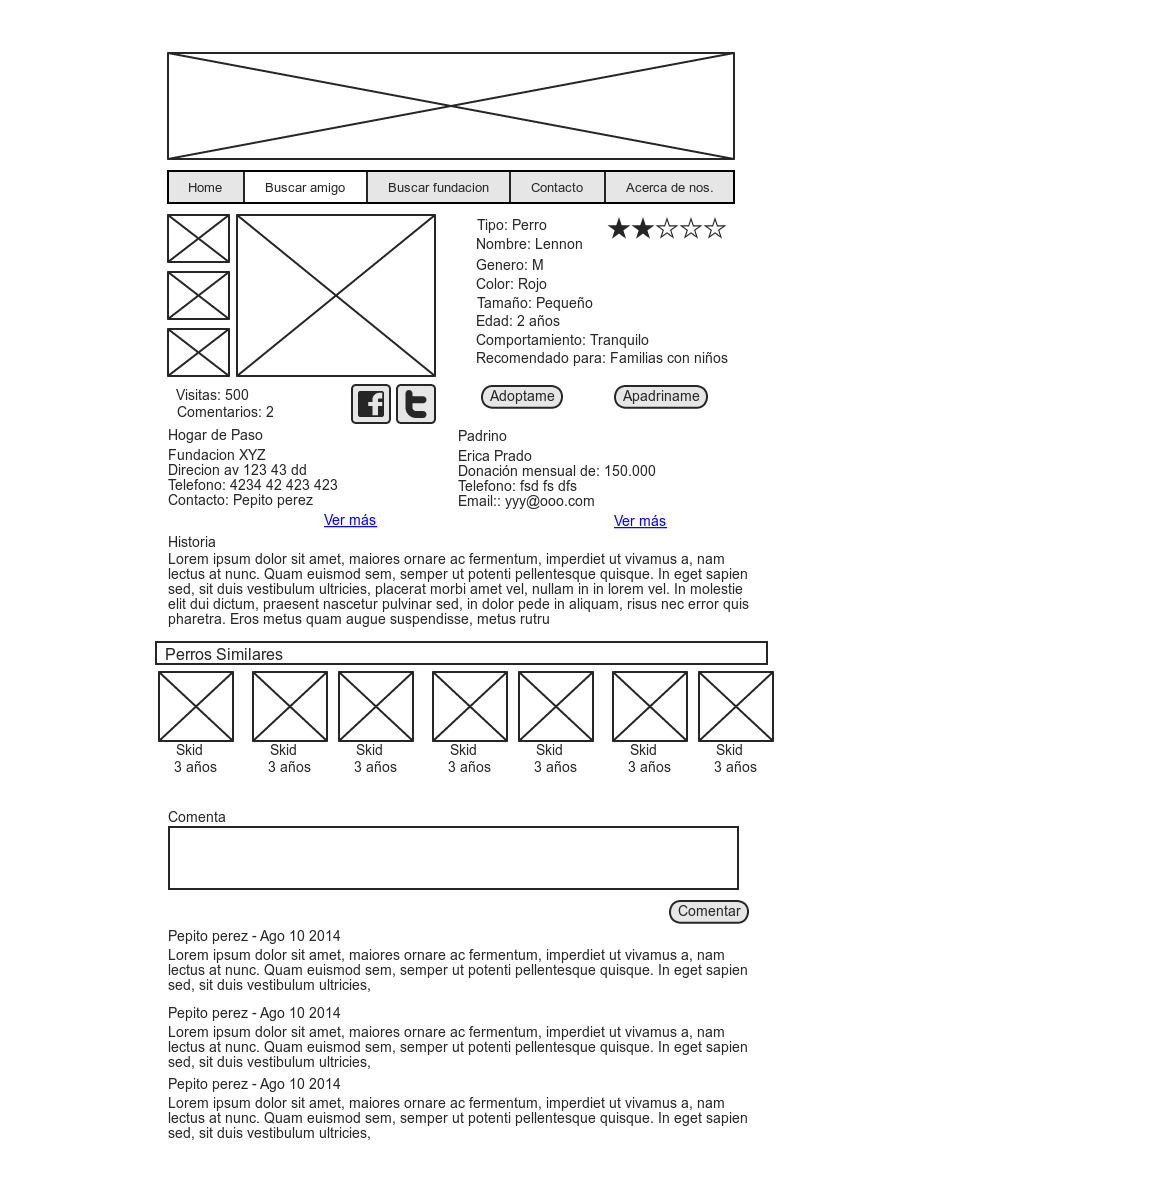 Home Buscar amigo Buscar fundacion Contacto Acerca de nos.
Tipo: Perro
Nombre: Lennon
Genero: M
Color: Rojo
Tamaño: Pequeño
Edad: 2 años
Comportamiento: Tranquilo
Recomendado para: Familias con niños
Visitas: 500
Comentarios: 2
Adoptame Apadriname
Hogar de Paso
Fundacion XYZ
Direcion av 123 43 dd
Telefono: 4234 42 423 423
Contacto: Pepito perez
Ver más
Padrino
Erica Prado
Donación mensual de: 150.000
Telefono: fsd fs dfs
Email:: yyy@ooo.com
Ver más
Historia
Lorem ipsum dolor sit amet, maiores ornare ac fermentum, imperdiet ut vivamus a, nam
lectus at nunc. Quam euismod sem, semper ut potenti pellentesque quisque. In eget sapien
sed, sit duis vestibulum ultricies, placerat morbi amet vel, nullam in in lorem vel. In molestie
elit dui dictum, praesent nascetur pulvinar sed, in dolor pede in aliquam, risus nec error quis
pharetra. Eros metus quam augue suspendisse, metus rutru
Perros Similares
Skid Skid Skid Skid Skid Skid Skid
3 años 3 años 3 años 3 años 3 años 3 años 3 años
Comenta
Comentar
Pepito perez - Ago 10 2014
Lorem ipsum dolor sit amet, maiores ornare ac fermentum, imperdiet ut vivamus a, nam
lectus at nunc. Quam euismod sem, semper ut potenti pellentesque quisque. In eget sapien
sed, sit duis vestibulum ultricies,
Pepito perez - Ago 10 2014
Lorem ipsum dolor sit amet, maiores ornare ac fermentum, imperdiet ut vivamus a, nam
lectus at nunc. Quam euismod sem, semper ut potenti pellentesque quisque. In eget sapien
sed, sit duis vestibulum ultricies,
Pepito perez - Ago 10 2014
Lorem ipsum dolor sit amet, maiores ornare ac fermentum, imperdiet ut vivamus a, nam
lectus at nunc. Quam euismod sem, semper ut potenti pellentesque quisque. In eget sapien
sed, sit duis vestibulum ultricies,